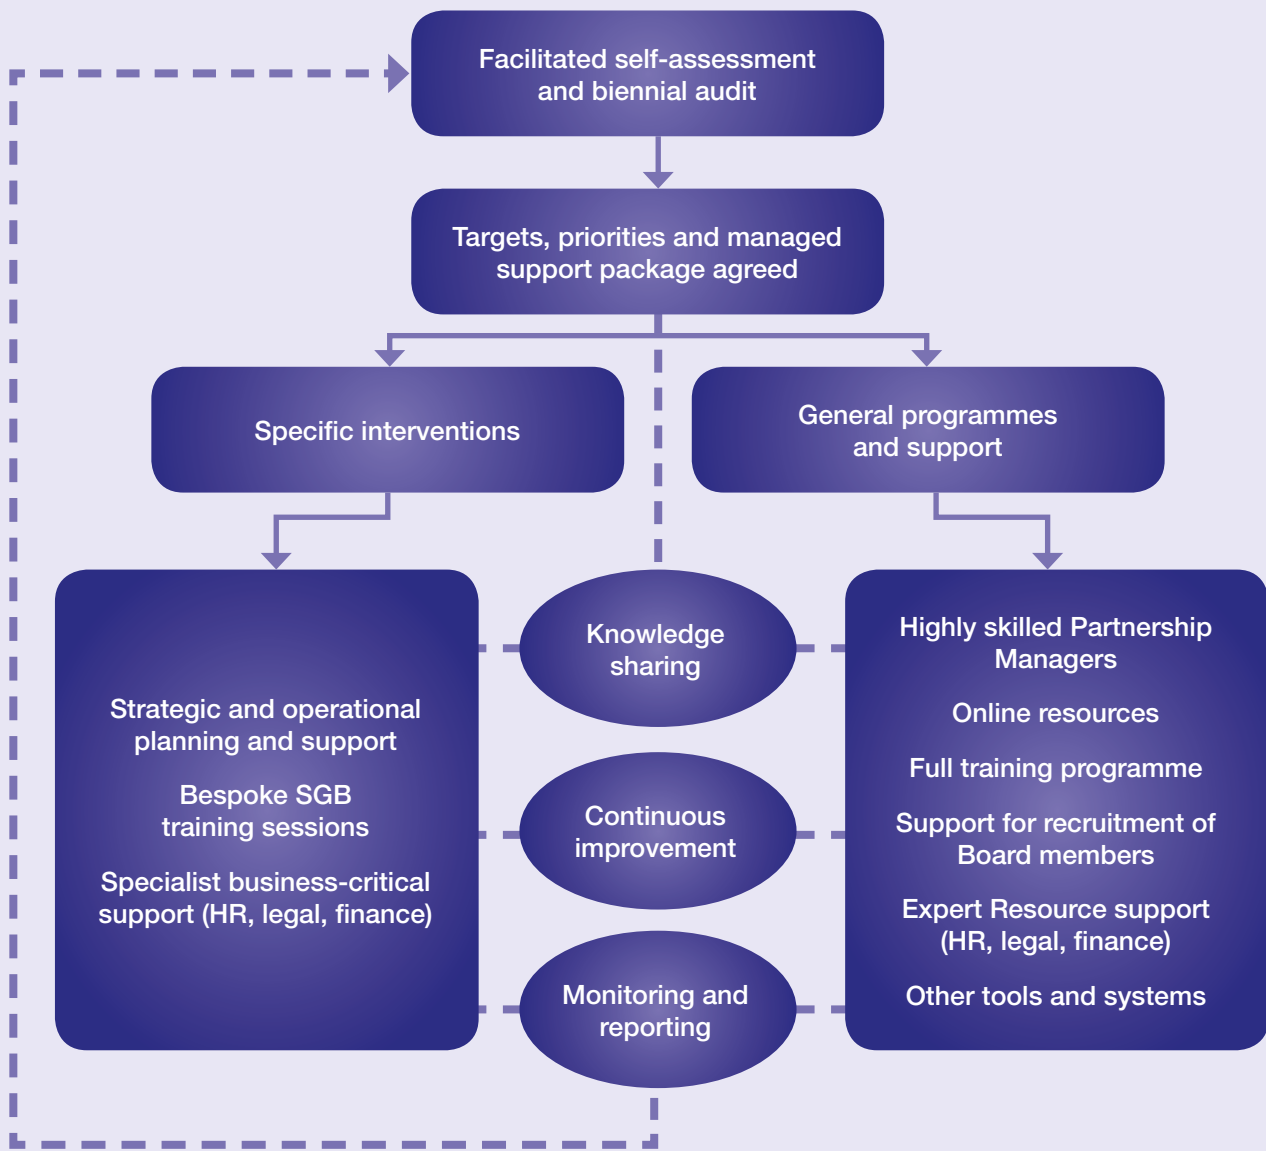 Facilitated self-assessment
and biennial audit
Targets, priorities and managed
support package agreed
Specific interventions
General programmes
and support
Strategic and operational
planning and support
Bespoke SGB
training sessions
Specialist business-critical
support (HR, legal, finance)
Knowledge
sharing
Continuous
improvement
Monitoring and
reporting
Highly skilled Partnership
Managers
Online resources
Full training programme
Support for recruitment of
Board members
Expert Resource support
(HR, legal, finance)
Other tools and systems